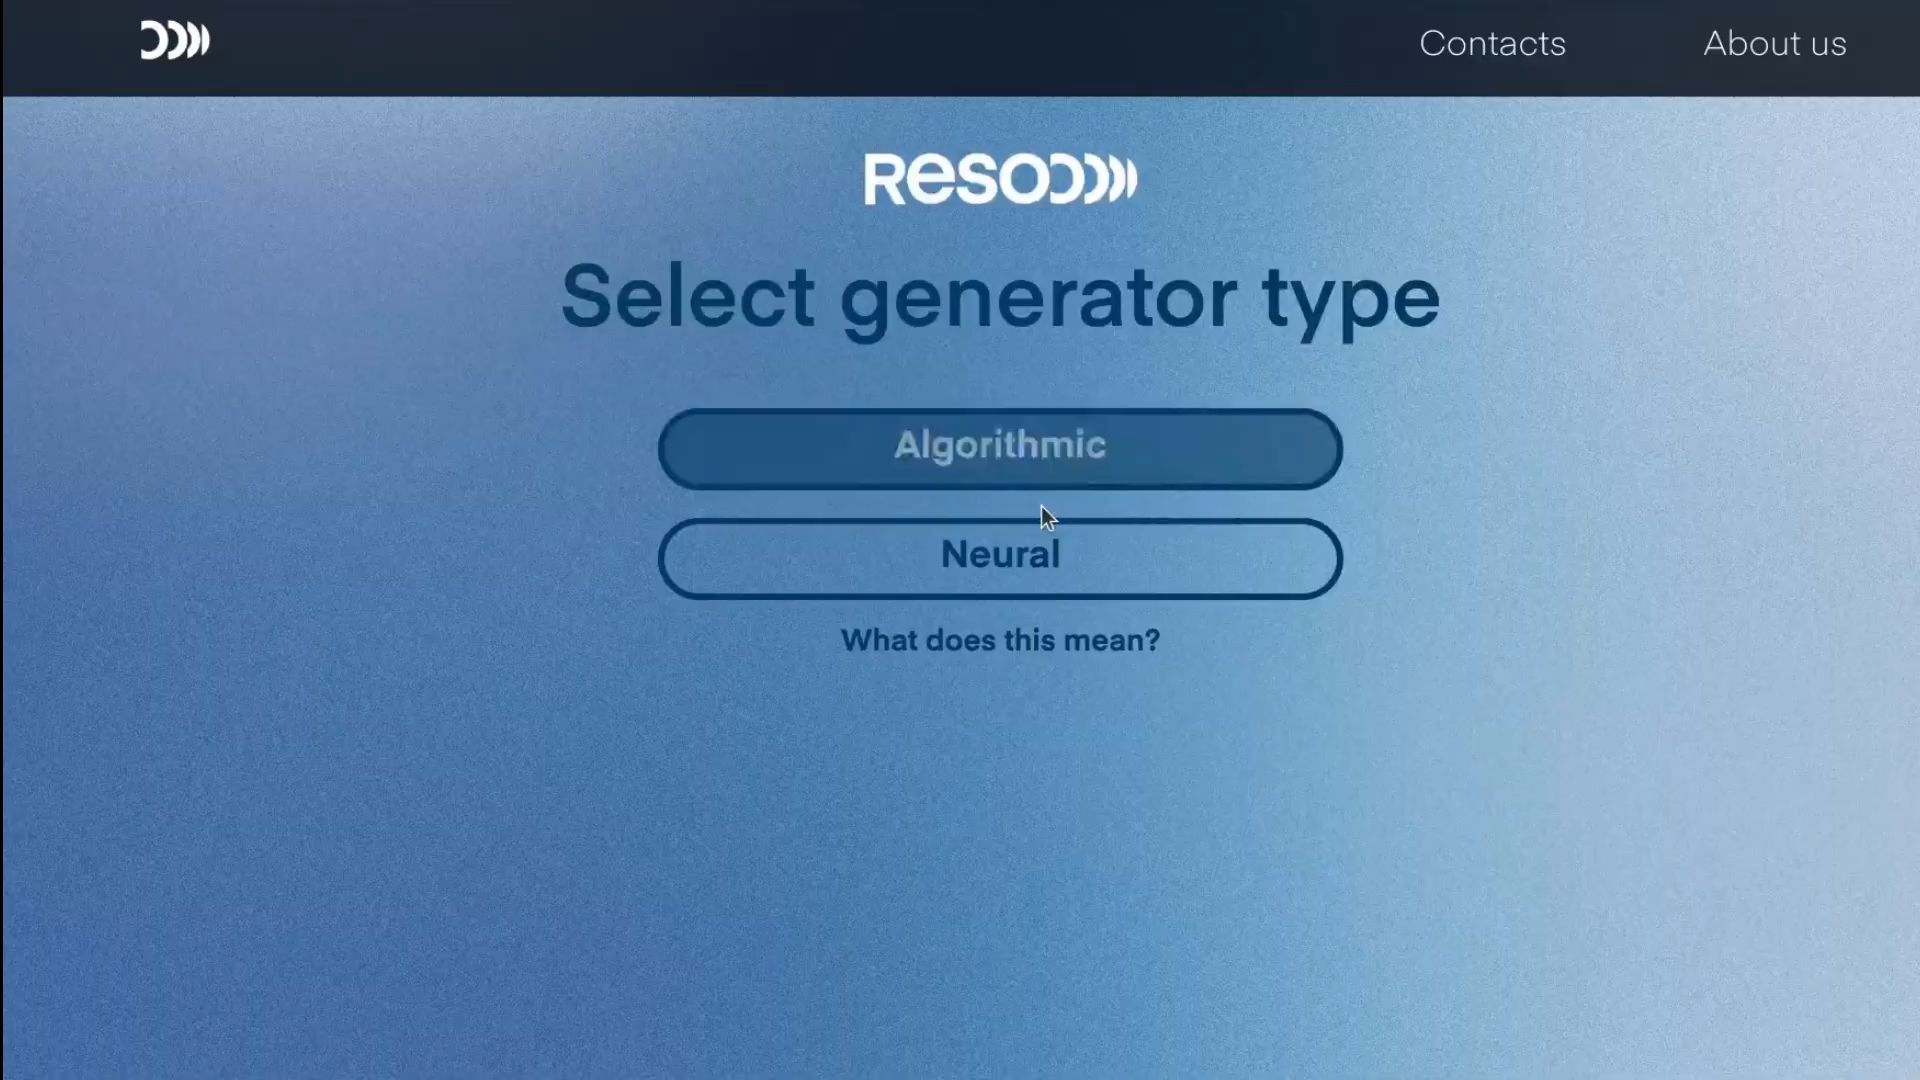 Contacts
About us
Reso
Select generator type
Algorithmic
Neural
What does this mean?